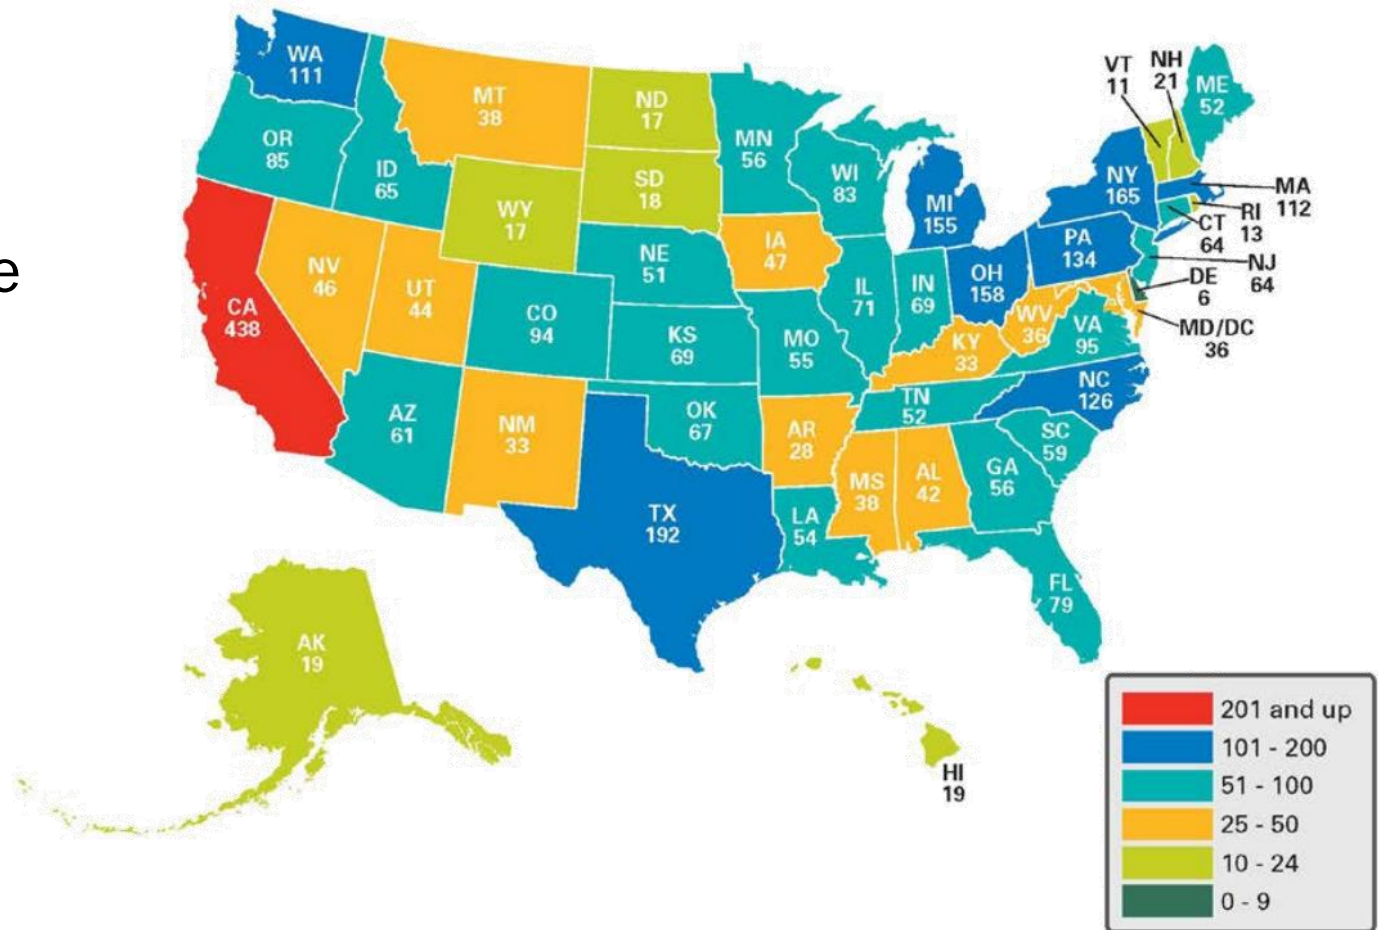 WA
111
MT
38
ND
17
MN
56
VT
11
NH
21
ME
52
OR
85
ID
65
WY
17
SD
18
WI
83
MI
155
NY
165
MA
112
RI
13
CT
64
NJ
64
PA
134
DE
6
MD/DC
36
e
CA
438
NV
46
UT
44
CO
94
NE
51
IA
47
IL
71
IN
69
OH
158
WV
36
VA
95
KS
69
MO
55
KY
33
NC
126
AZ
61
NM
33
OK
67
AR
28
TN
52
SC
59
TX
192
LA
54
MS
38
AL
42
GA
56
FL
79
AK
19
HI
19
201 and up
101 - 200
51 - 100
25 - 50
10 - 24
0 - 9